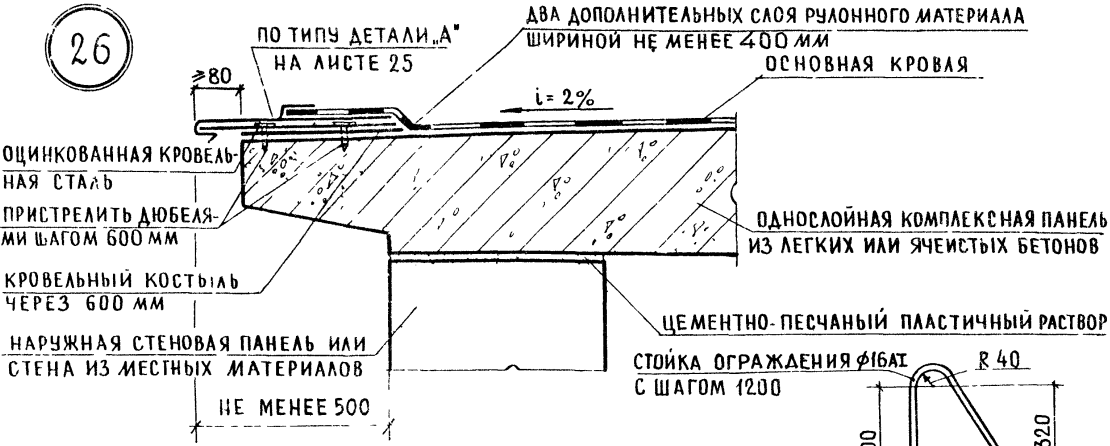 26
ПО ТИПУ ДЕТАЛИ „А"
НА ЛИСТЕ 25
ДВА ДОПОЛНИТЕЛЬНЫХ СЛОЯ РУЛОННОГО МАТЕРИАЛА
ШИРИНОЙ НЕ МЕНЕЕ 400 ММ
ОСНОВНАЯ КРОВЛЯ
≥80
i=2%
ОЦИНКОВАННАЯ КРОВЕЛЬ-
НАЯ СТАЛЬ
ПРИСТРЕЛИТЬ ДЮБЕЛЯ-
МИ ШАГОМ 600 ММ
КРОВЕЛЬНЫЙ КОСТЫЛЬ
ЧЕРЕЗ 600 ММ
НАРУЖНАЯ СТЕНОВАЯ ПАНЕЛЬ ИЛИ
СТЕНА ИЗ МЕСТНЫХ МАТЕРИАЛОВ
НЕ МЕНЕЕ 500
ОДНОСЛОЙНАЯ КОМПЛЕКСНАЯ ПАНЕЛЬ
ИЗ ЛЕГКИХ ИЛИ ЯЧЕИСТЫХ БЕТОНОВ
ЦЕМЕНТНО-ПЕСЧАНЫЙ ПЛАСТИЧНЫЙ РАСТВОР
СТОЙКА ОГРАЖДЕНИЯ ϕ16АI
С ШАГОМ 1200
R 40
320